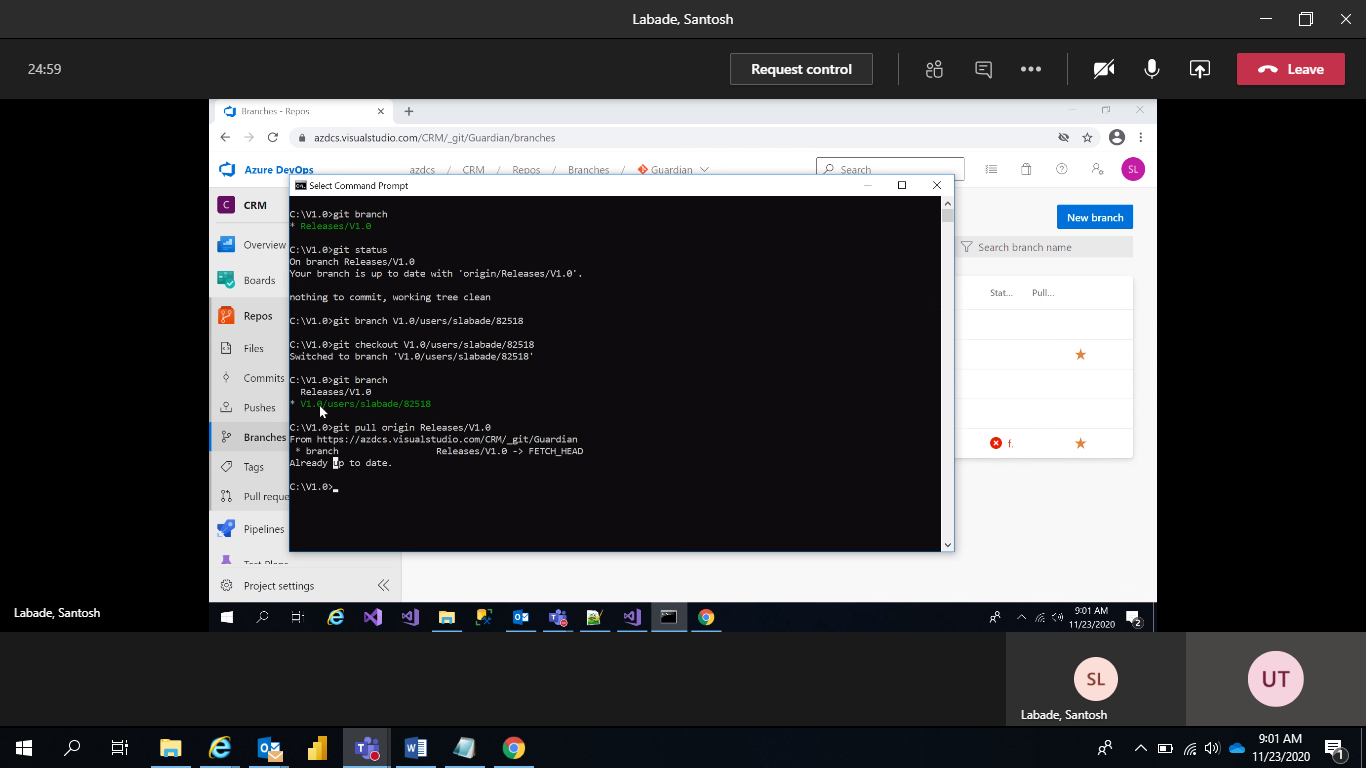 Labade, Santosh
24:59
Request control
Leave
Branches - Repos
azdcs.visualstudio.com/CRM/_git/Guardian/branches
Azure DevOps
azdcs / CRM / Repos / Branches / Guardian
Search
SL
Select Command Prompt
C CRM
New branch
Search branch name
Overview
Boards
Repos
Files
Commits
Pushes
Branches
Tags
Pull reque
Pipelines
Project settings
Stat... Pull...
f.
C:\V1.0>git branch
* Releases/V1.0
C:\V1.0>git status
On branch Releases/V1.0
Your branch is up to date with 'origin/Releases/V1.0'.
nothing to commit, working tree clean
C:\V1.0>git branch V1.0/users/slabade/82518
C:\V1.0>git checkout V1.0/users/slabade/82518
Switched to branch 'V1.0/users/slabade/82518'
C:\V1.0>git branch
Releases/V1.0
* V1.0/users/slabade/82518
C:\V1.0>git pull origin Releases/V1.0
From https://azdcs.visualstudio.com/CRM/_git/Guardian
* branch Releases/V1.0 -> FETCH_HEAD
Already up to date.
C:\V1.0>_
Labade, Santosh
9:01 AM
11/23/2020
2
SL
Labade, Santosh
UT
9:01 AM
11/23/2020
1